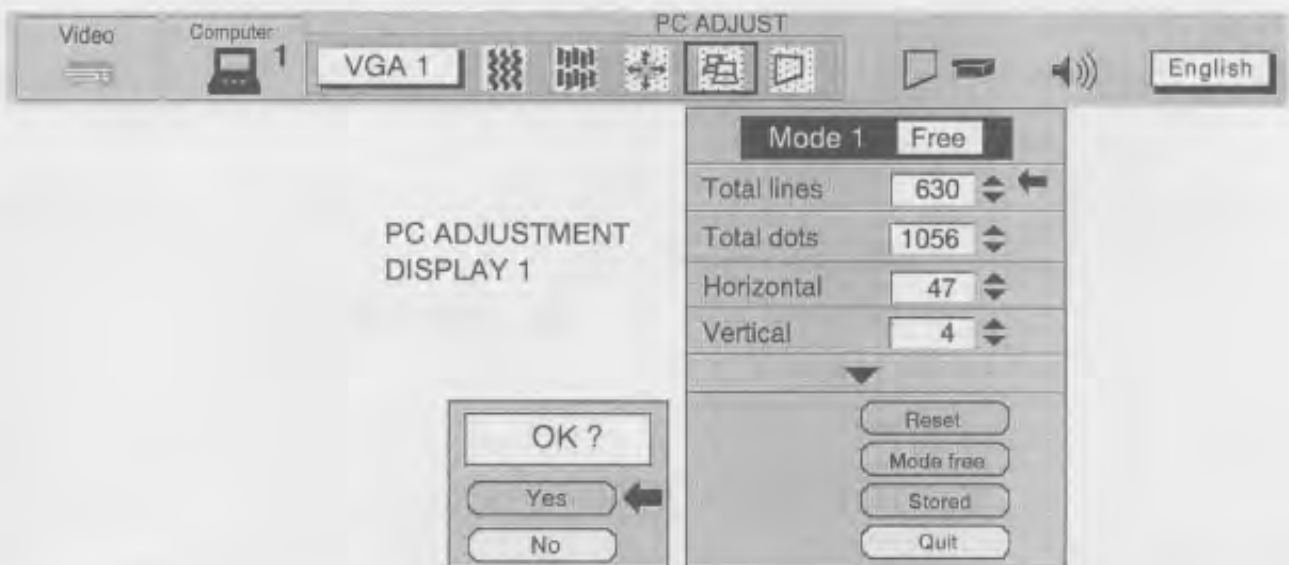 PC ADJUST
Video
Computer
1
VGA 1
English
Mode 1 Free
Total lines 630
Total dots 1056
Horizontal 47
Vertical 4
PC ADJUSTMENT
DISPLAY 1
Reset
Mode free
Stored
Quit
OK ?
Yes
No